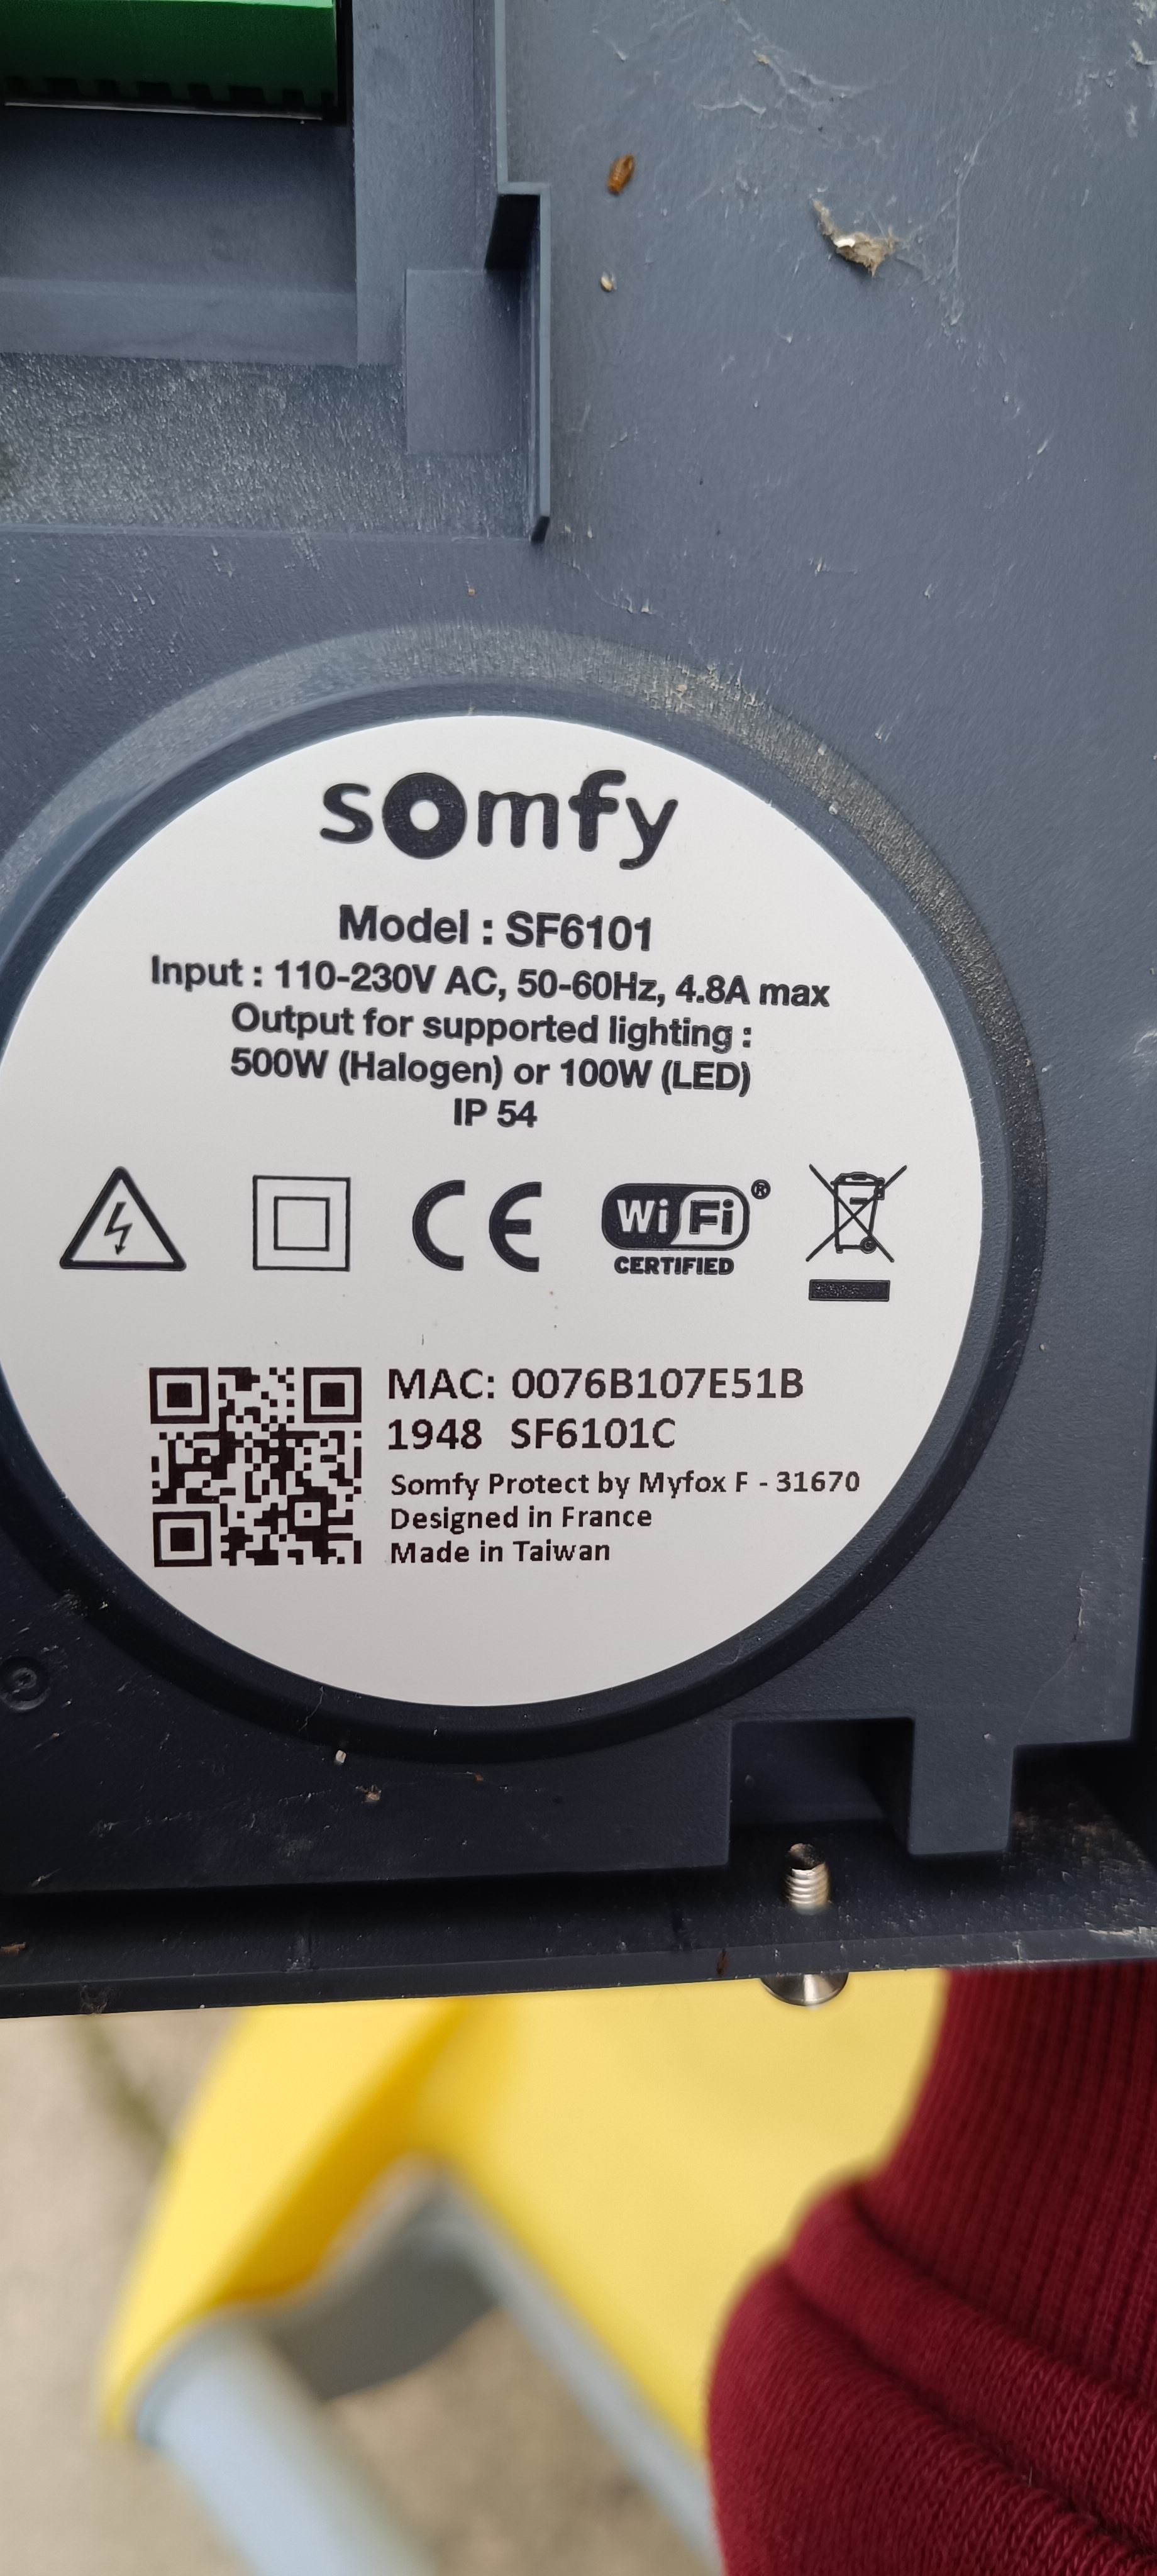 somfy
Model : SF6101
Input : 110-230V AC, 50-60Hz, 4.8A max
Output for supported lighting :
500W (Halogen) or 100W (LED)
IP 54
CE WiFi ®
CERTIFIED
MAC: 0076B107E51B
1948 SF6101C
Somfy Protect by Myfox F - 31670
Designed in France
Made in Taiwan